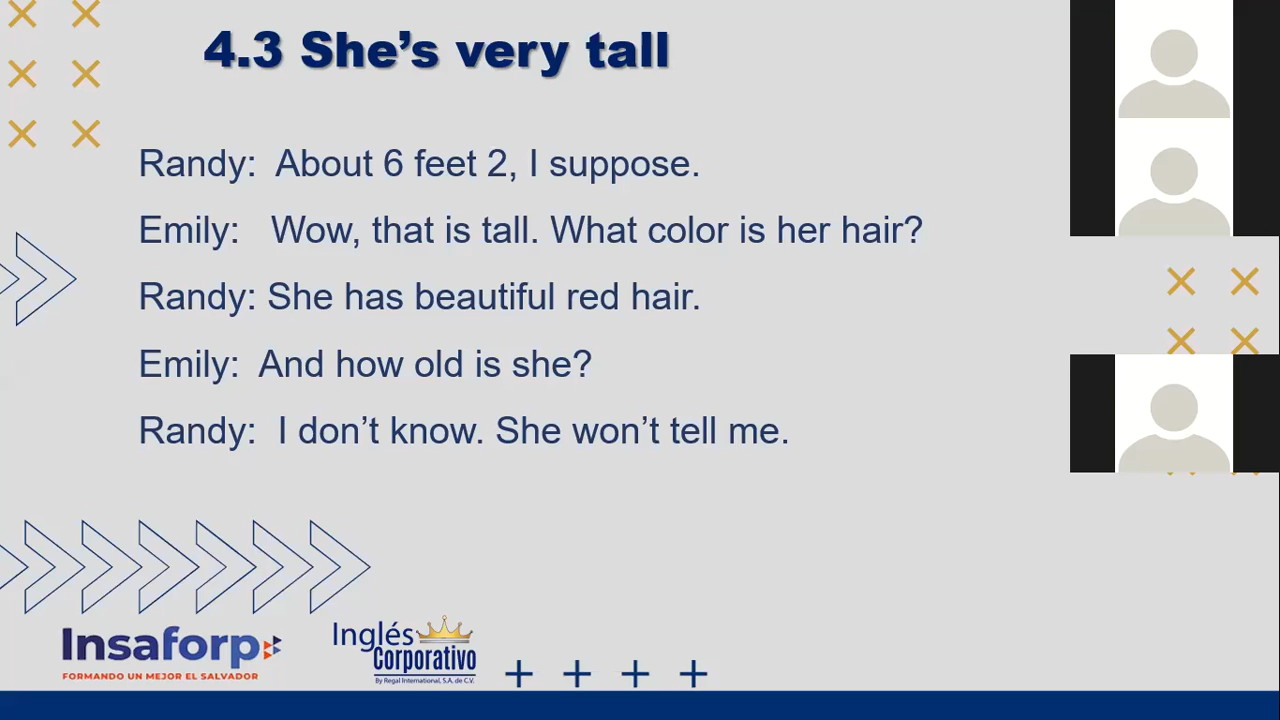 4.3 She’s very tall
Randy: About 6 feet 2, I suppose.
Emily: Wow, that is tall. What color is her hair?
Randy: She has beautiful red hair.
Emily: And how old is she?
Randy: I don’t know. She won’t tell me.
Insaforp
FORMANDO UN MEJOR EL SALVADOR
Inglés
Corporativo
By Regal International, S.A. de C.V.